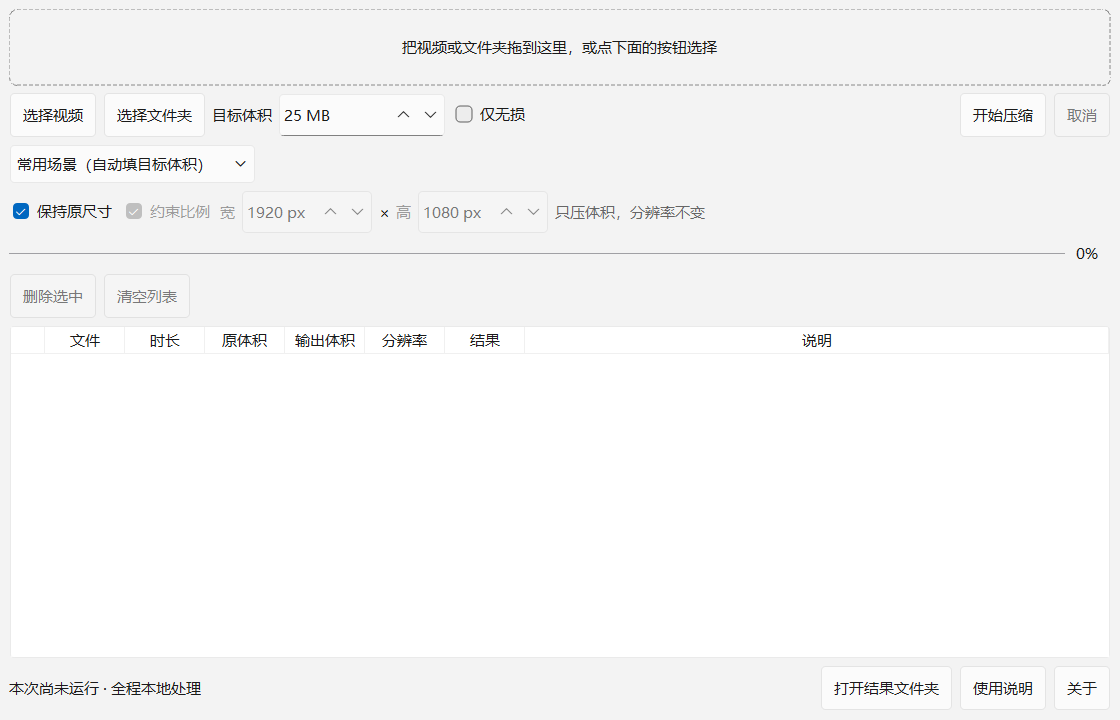 把视频或文件夹拖到这里，或点下面的按钮选择
选择视频 选择文件夹 目标体积 25 MB 仅无损 开始压缩 取消
常用场景（自动填目标体积）
保持原尺寸 约束比例 宽 1920 px × 高 1080 px 只压体积，分辨率不变
0%
删除选中 清空列表
文件 时长 原体积 输出体积 分辨率 结果 说明
本次尚未运行 · 全程本地处理 打开结果文件夹 使用说明 关于